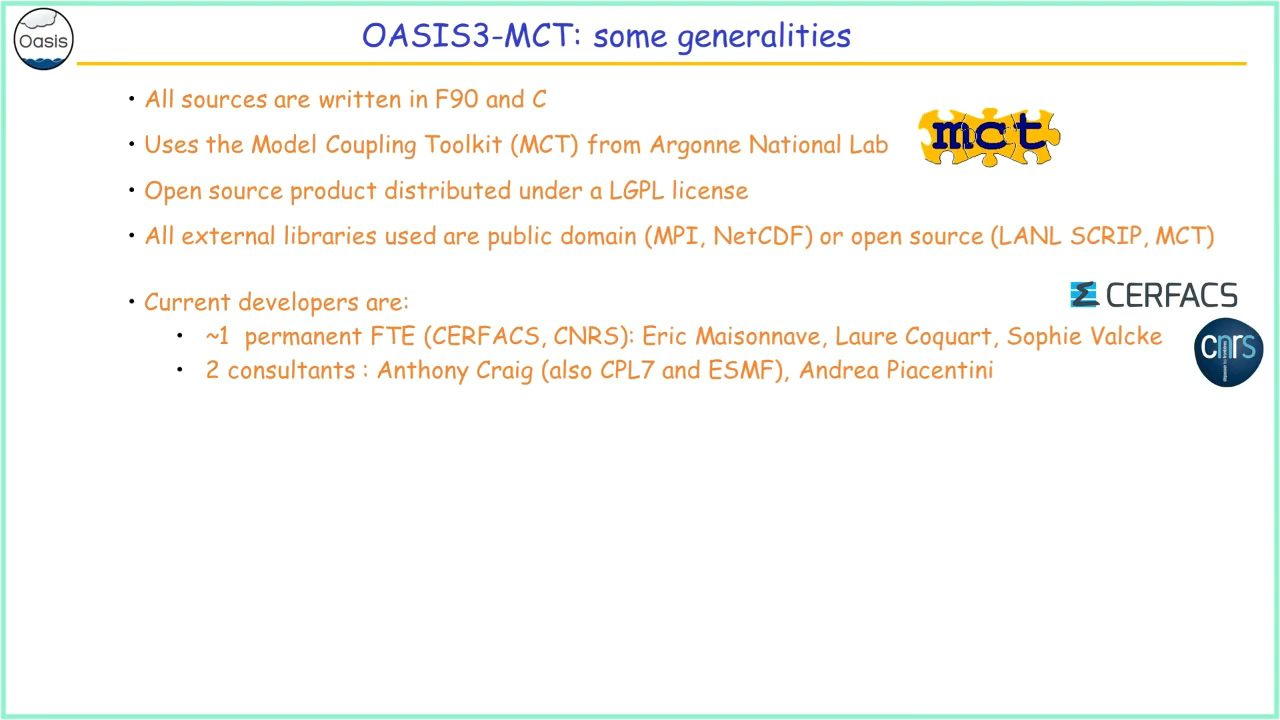 Oasis
OASIS3-MCT: some generalities
• All sources are written in F90 and C
• Uses the Model Coupling Toolkit (MCT) from Argonne National Lab
mct
• Open source product distributed under a LGPL license
• All external libraries used are public domain (MPI, NetCDF) or open source (LANL SCRIP, MCT)
• Current developers are:
CERFACS
• ~1 permanent FTE (CERFACS, CNRS): Eric Maisonnave, Laure Coquart, Sophie Valcke
cnrs
• 2 consultants : Anthony Craig (also CPL7 and ESMF), Andrea Piacentini